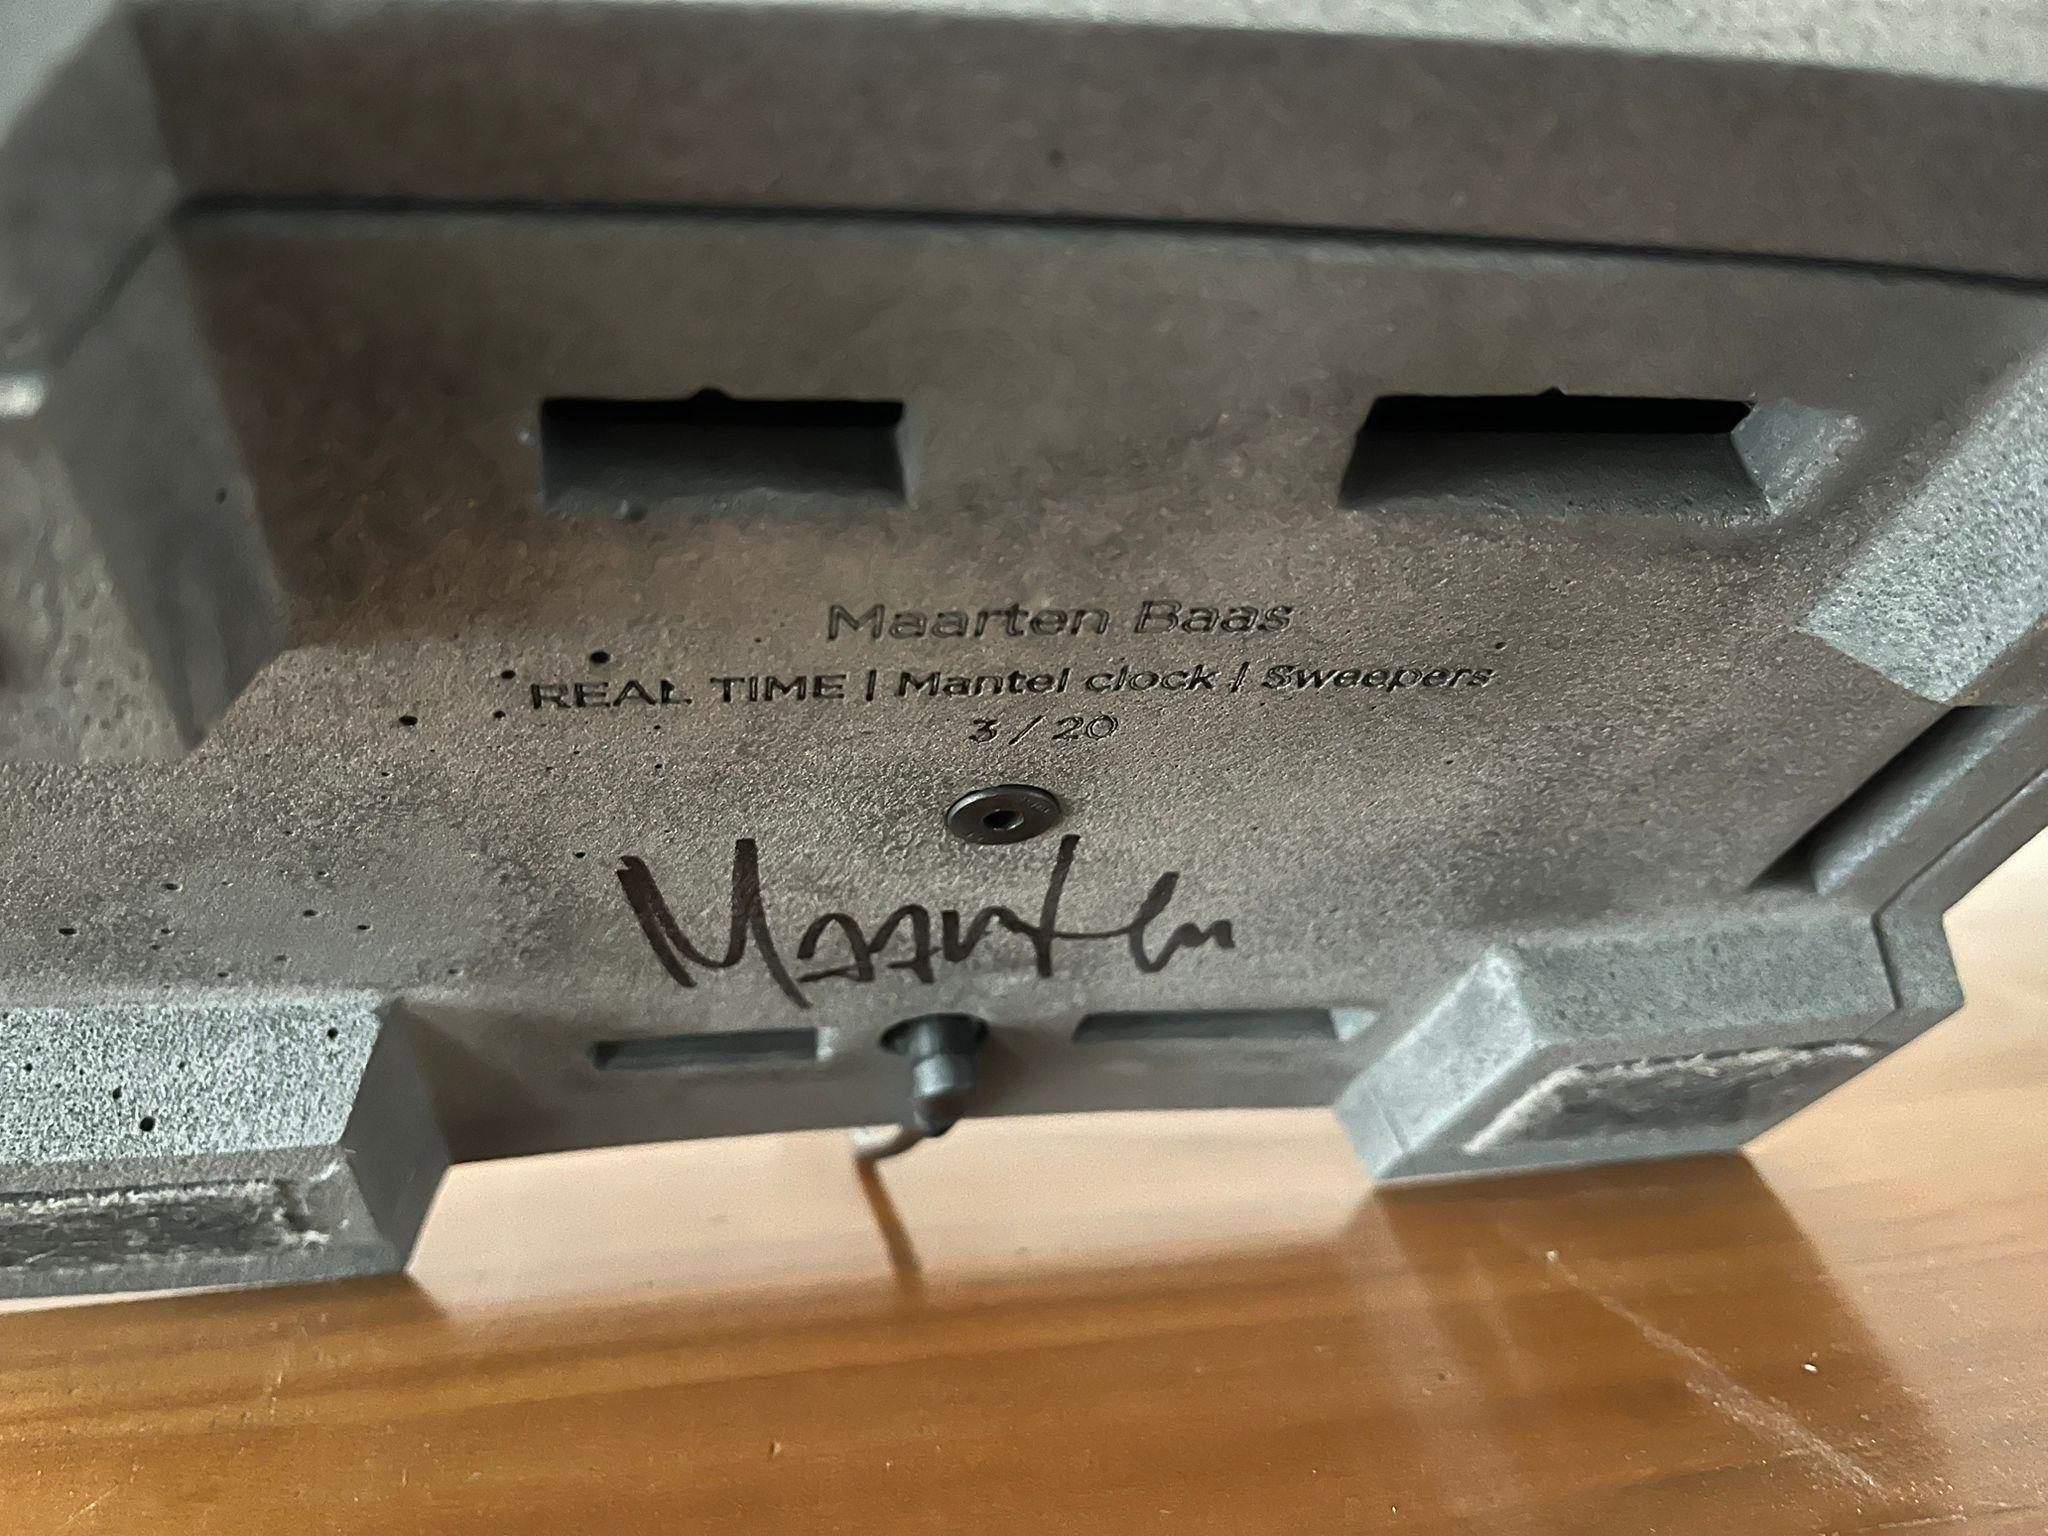 Maarten Baas
REAL TIME | Mantel clock | Sweepers
3 / 20
Maarten